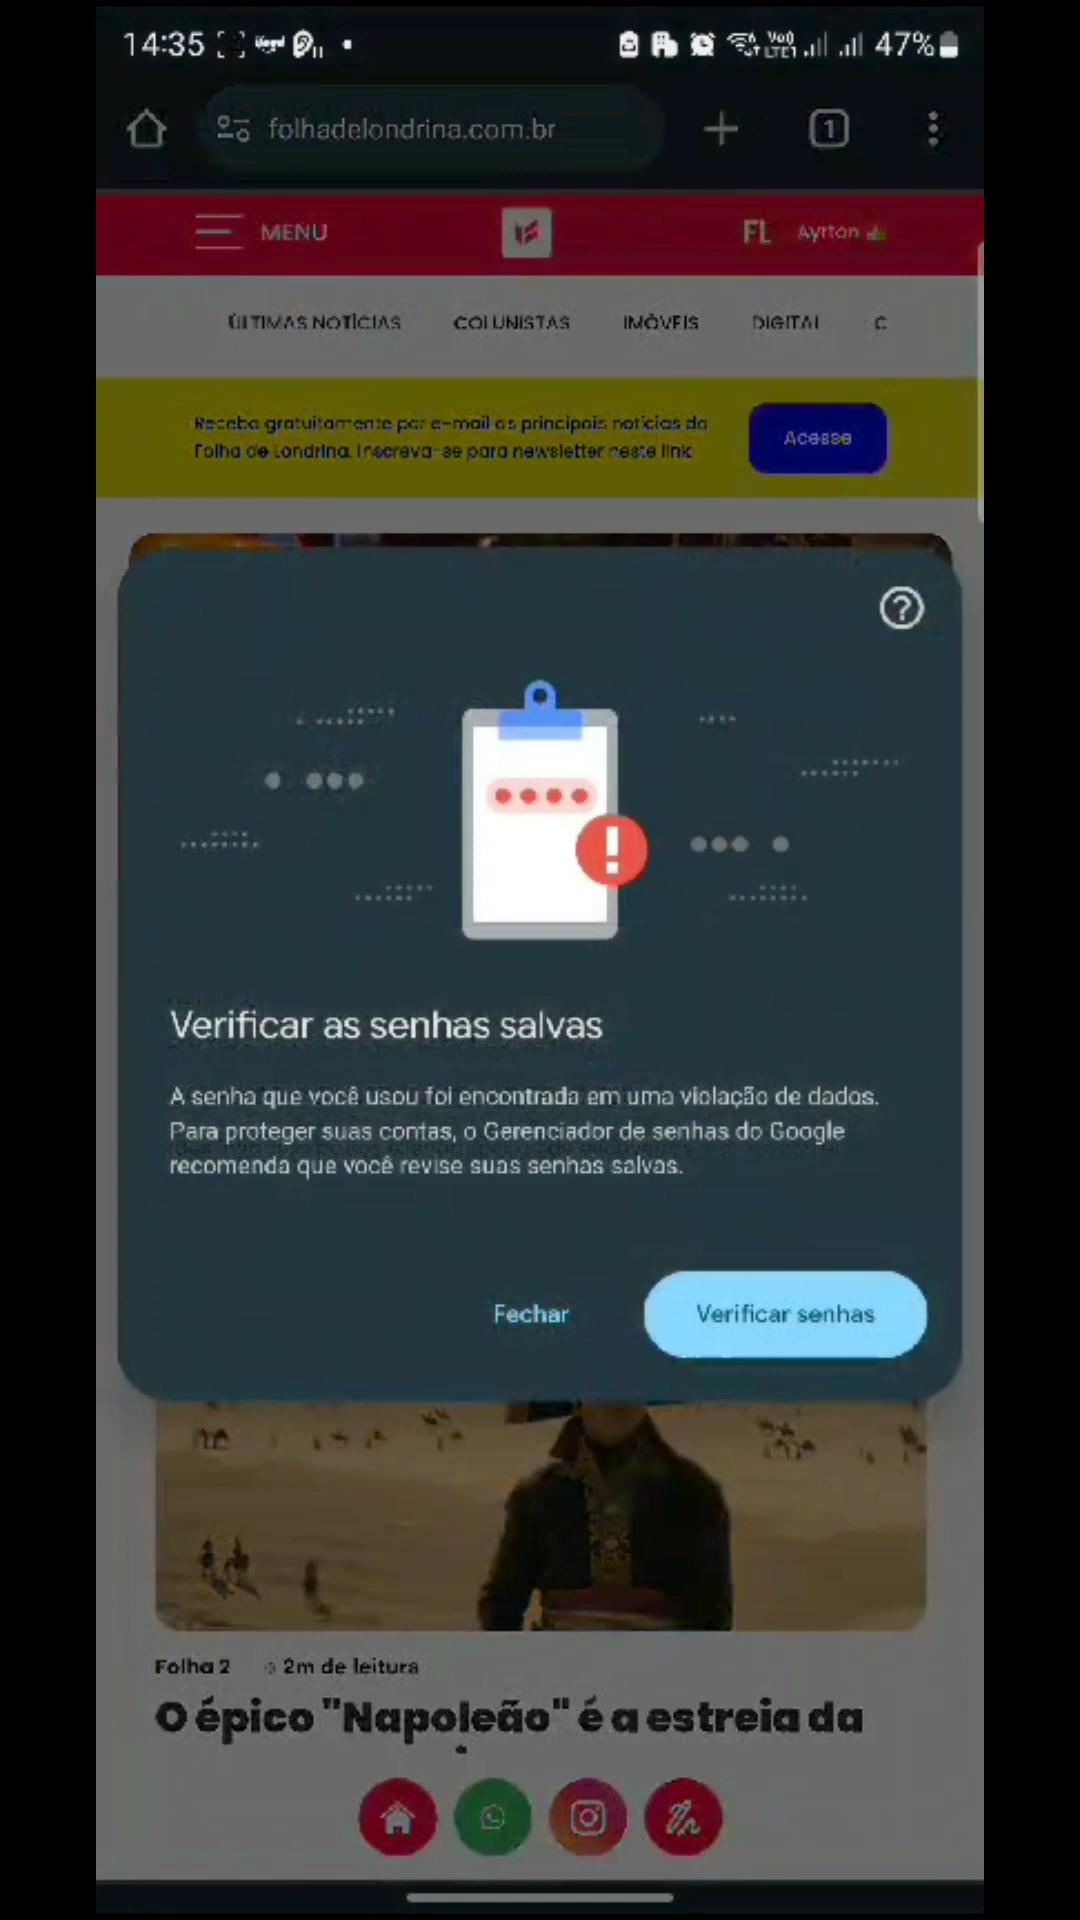 14:35
47%
folhadelondrina.com.br
1
MENU
FL Ayrton
ÚLTIMAS NOTÍCIAS COLUNISTAS IMÓVEIS DIGITAL C
Receba gratuitamente por e-mail as principais notícias da
Folha de Londrina. Inscreva-se para newsletter neste link
Acesse
Verificar as senhas salvas
A senha que você usou foi encontrada em uma violação de dados.
Para proteger suas contas, o Gerenciador de senhas do Google
recomenda que você revise suas senhas salvas.
Fechar Verificar senhas
Folha 2 2m de leitura
O épico "Napoleão" é a estreia da